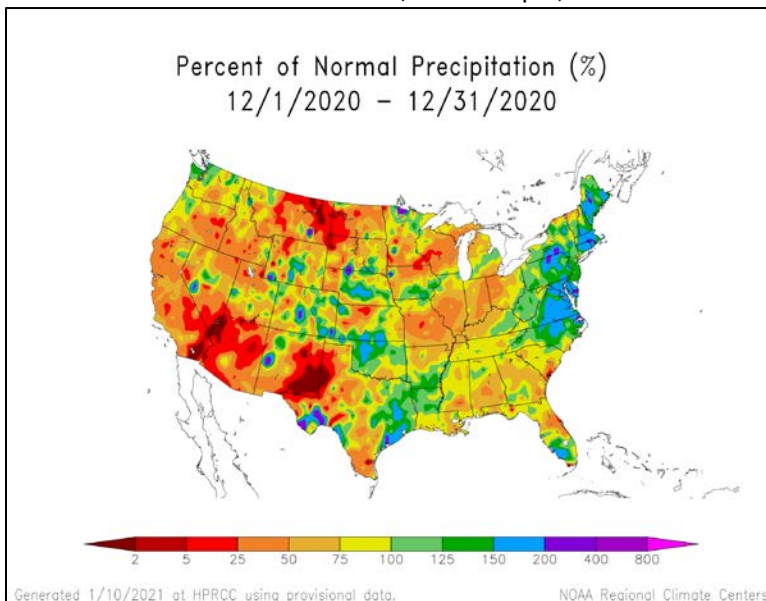 Percent of Normal Precipitation (%)
12/1/2020 – 12/31/2020
2 5 25 50 75 100 125 150 200 400 800
Generated 1/10/2021 at HPRCC using provisional data.
NOAA Regional Climate Centers